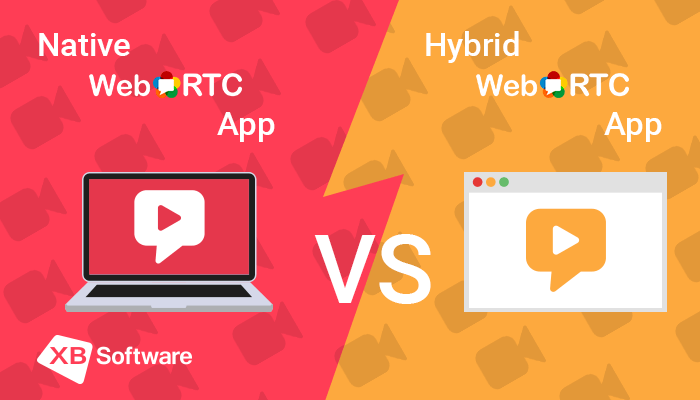 Native
WebRTC
App
Hybrid
WebRTC
App
VS
XB Software